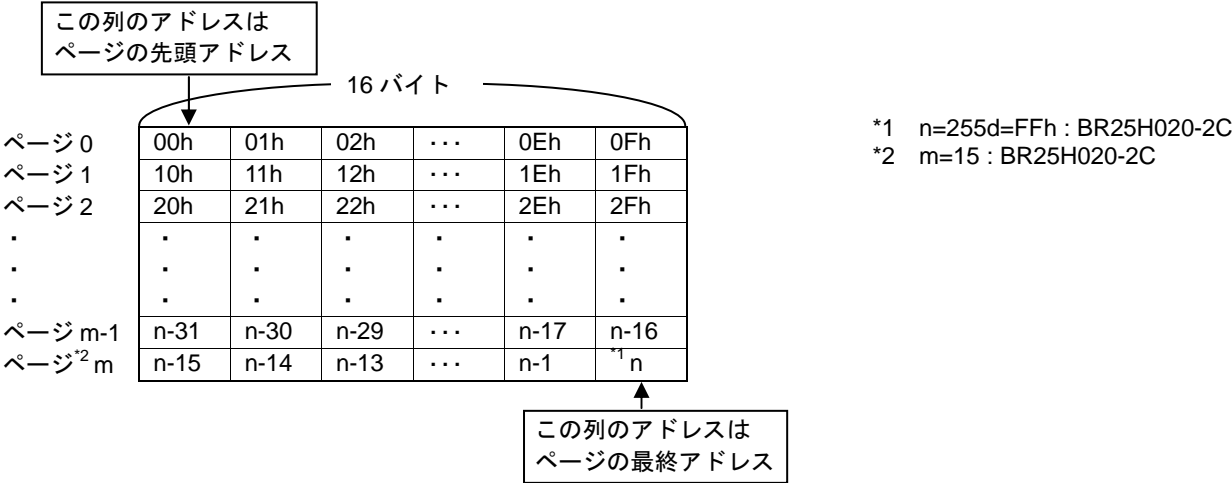 この列のアドレスは
ページの先頭アドレス
16 バイト
ページ 0 00h 01h 02h ・・・ 0Eh 0Fh
ページ 1 10h 11h 12h ・・・ 1Eh 1Fh
ページ 2 20h 21h 22h ・・・ 2Eh 2Fh
・ ・ ・ ・ ・ ・ ・
・ ・ ・ ・ ・ ・ ・
・ ・ ・ ・ ・ ・ ・
ページ m-1 n-31 n-30 n-29 ・・・ n-17 n-16
ページ*2 m n-15 n-14 n-13 ・・・ n-1 *1 n
この列のアドレスは
ページの最終アドレス
*1 n=255d=FFh : BR25H020-2C
*2 m=15 : BR25H020-2C